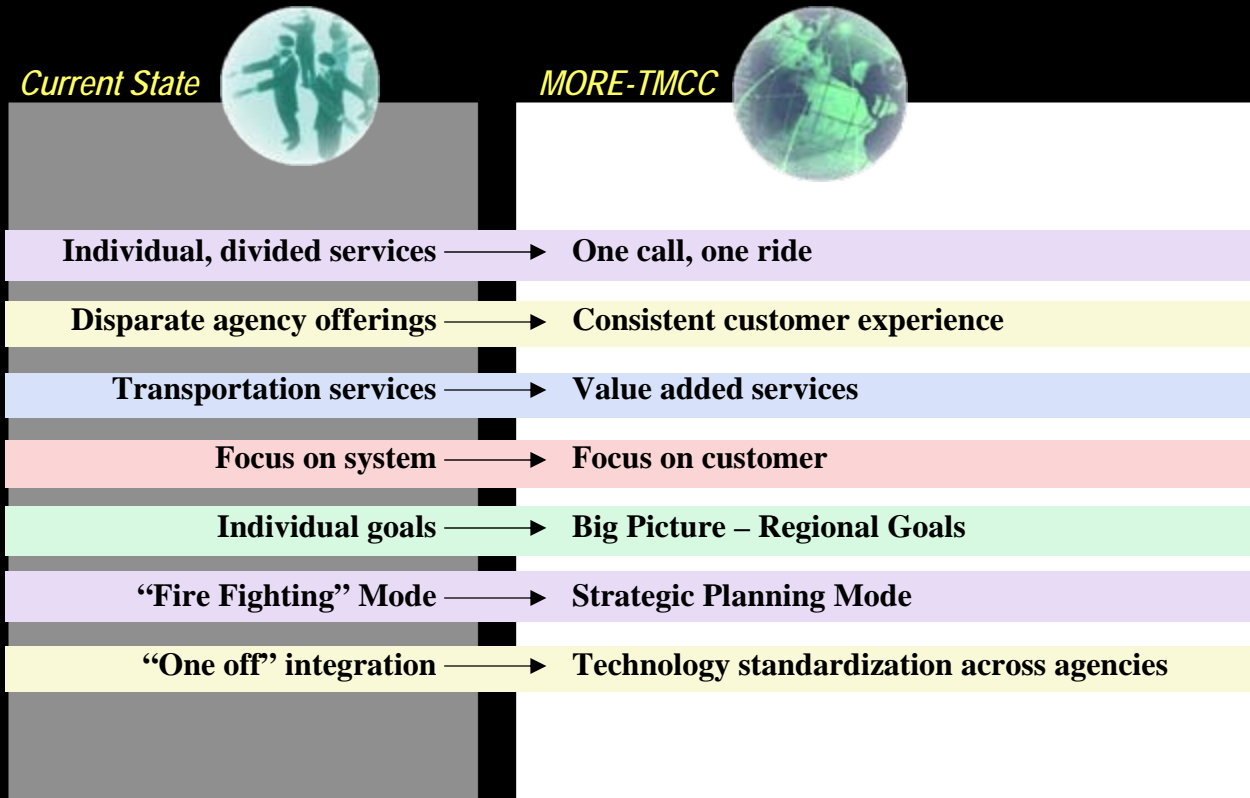 Current State
MORE-TMCC
Individual, divided services
One call, one ride
Disparate agency offerings
Consistent customer experience
Transportation services
Value added services
Focus on system
Focus on customer
Individual goals
Big Picture – Regional Goals
“Fire Fighting” Mode
Strategic Planning Mode
“One off” integration
Technology standardization across agencies